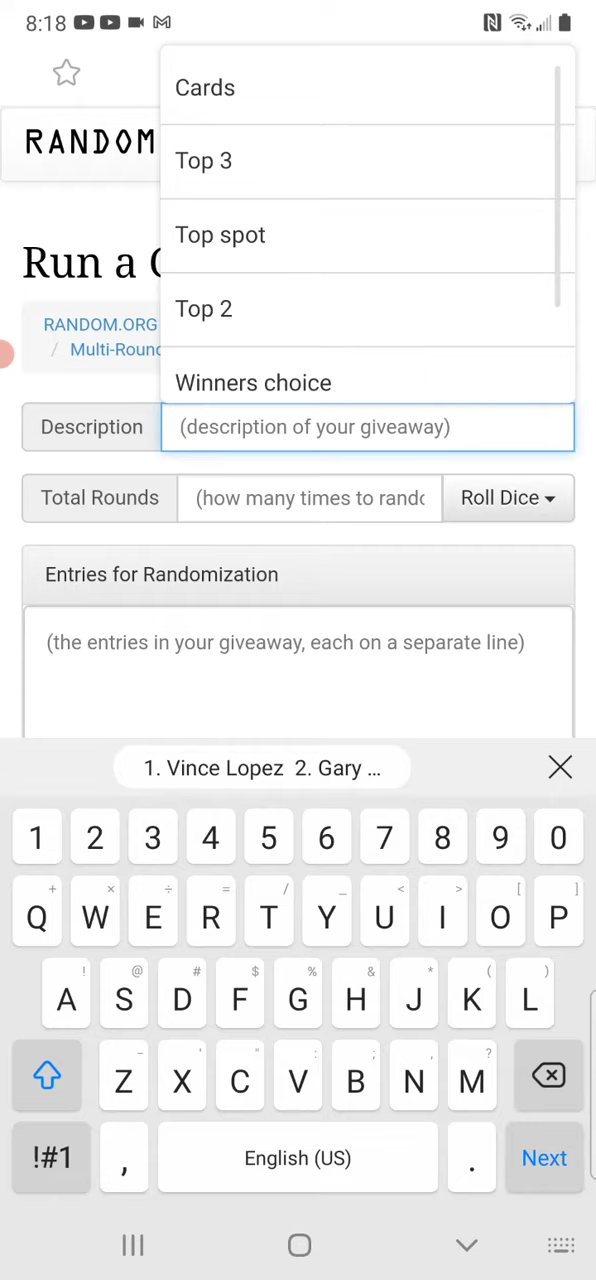 8:18
Cards
RANDOM
Top 3
Top spot
Run a
RANDOM.ORG
Top 2
/ Multi-Round
Winners choice
Description (description of your giveaway)
Total Rounds (how many times to rando Roll Dice
Entries for Randomization
(the entries in your giveaway, each on a separate line)
1. Vince Lopez 2. Gary ...
1 2 3 4 5 6 7 8 9 0
+ × ÷ = / _ < > [ ]
Q W E R T Y U I O P
! @ # $ % & * ( )
A S D F G H J K L
- ' " : ; , ?
Z X C V B N M
!#1 , English (US) . Next